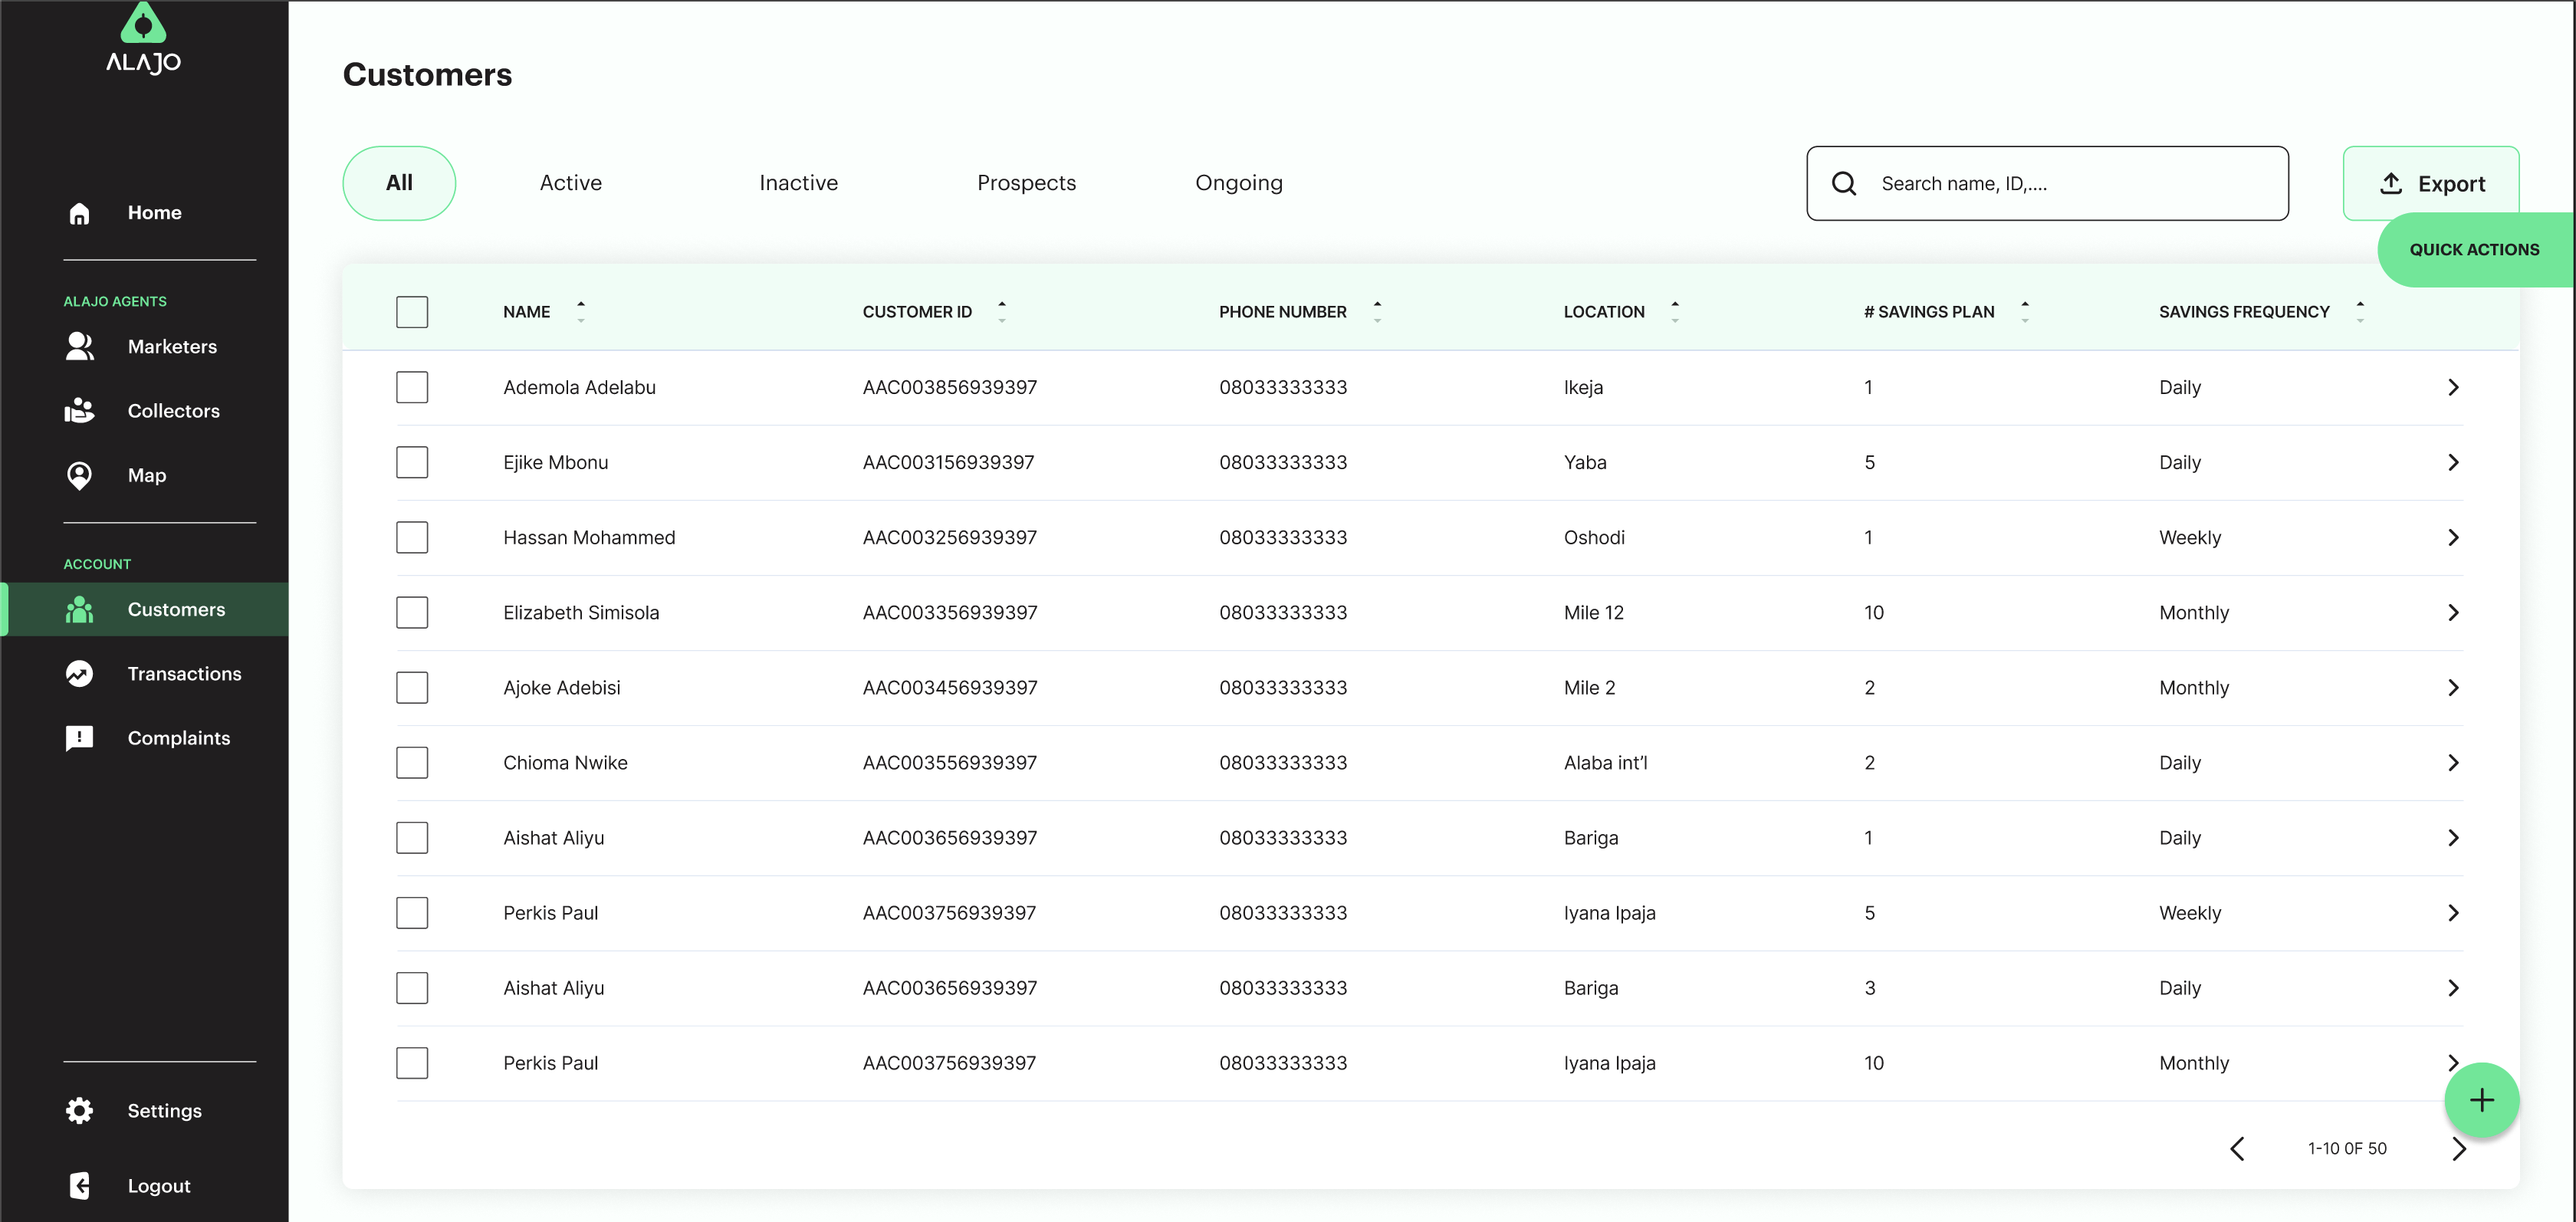 ALAJO
Home
ALAJO AGENTS
Marketers
Collectors
Map
ACCOUNT
Customers
Transactions
Complaints
Settings
Logout
Customers
All Active Inactive Prospects Ongoing Search name, ID,.... Export
QUICK ACTIONS
NAME CUSTOMER ID PHONE NUMBER LOCATION # SAVINGS PLAN SAVINGS FREQUENCY
Ademola Adelabu AAC003856939397 08033333333 Ikeja 1 Daily
Ejike Mbonu AAC003156939397 08033333333 Yaba 5 Daily
Hassan Mohammed AAC003256939397 08033333333 Oshodi 1 Weekly
Elizabeth Simisola AAC003356939397 08033333333 Mile 12 10 Monthly
Ajoke Adebisi AAC003456939397 08033333333 Mile 2 2 Monthly
Chioma Nwike AAC003556939397 08033333333 Alaba int’l 2 Daily
Aishat Aliyu AAC003656939397 08033333333 Bariga 1 Daily
Perkis Paul AAC003756939397 08033333333 Iyana Ipaja 5 Weekly
Aishat Aliyu AAC003656939397 08033333333 Bariga 3 Daily
Perkis Paul AAC003756939397 08033333333 Iyana Ipaja 10 Monthly
1-10 0F 50